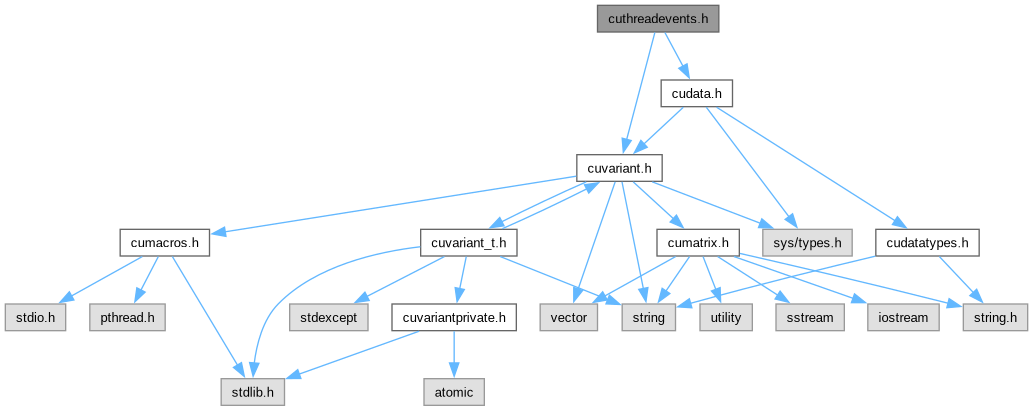 cuthreadevents.h
cudata.h
cuvariant.h
cumacros.h
cuvariant_t.h
cumatrix.h
sys/types.h
cudatatypes.h
stdio.h
pthread.h
stdexcept
cuvariantprivate.h
vector
string
utility
sstream
iostream
string.h
stdlib.h
atomic